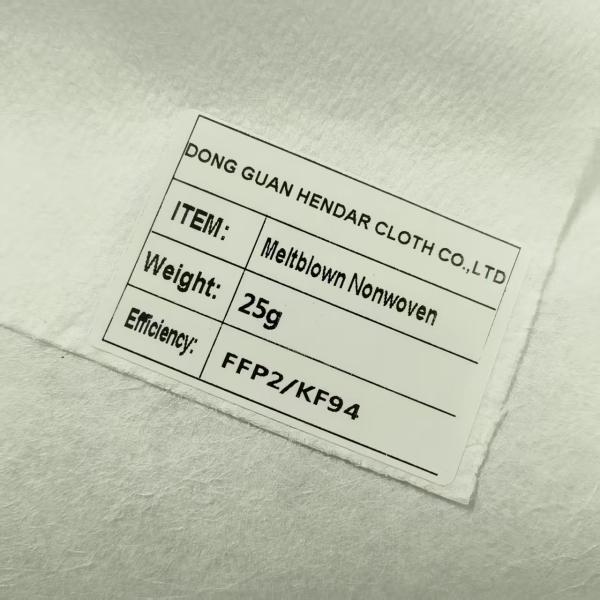 DONG GUAN HENDAR CLOTH CO.,LTD
ITEM: Meltblown Nonwoven
Weight: 25g
Efficiency: FFP2/KF94